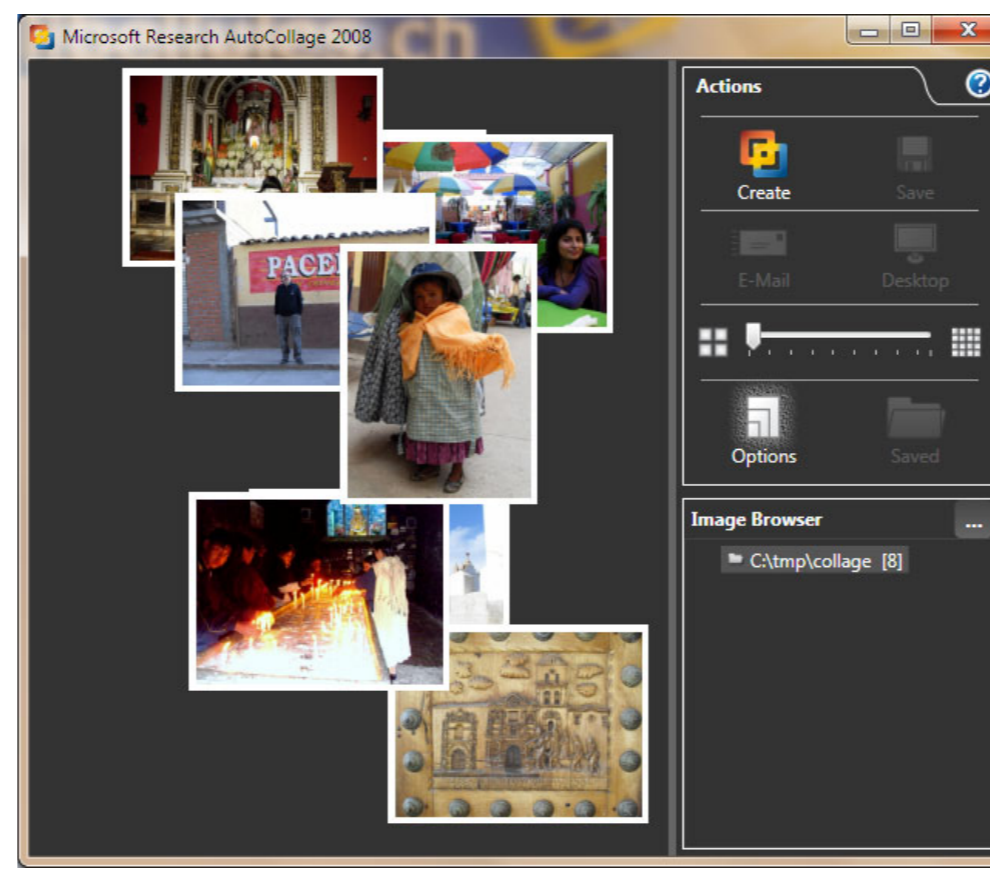 Microsoft Research AutoCollage 2008
PACE
Actions
Create
Save
E-Mail
Desktop
Options
Saved
Image Browser
...
C:\tmp\collage [8]